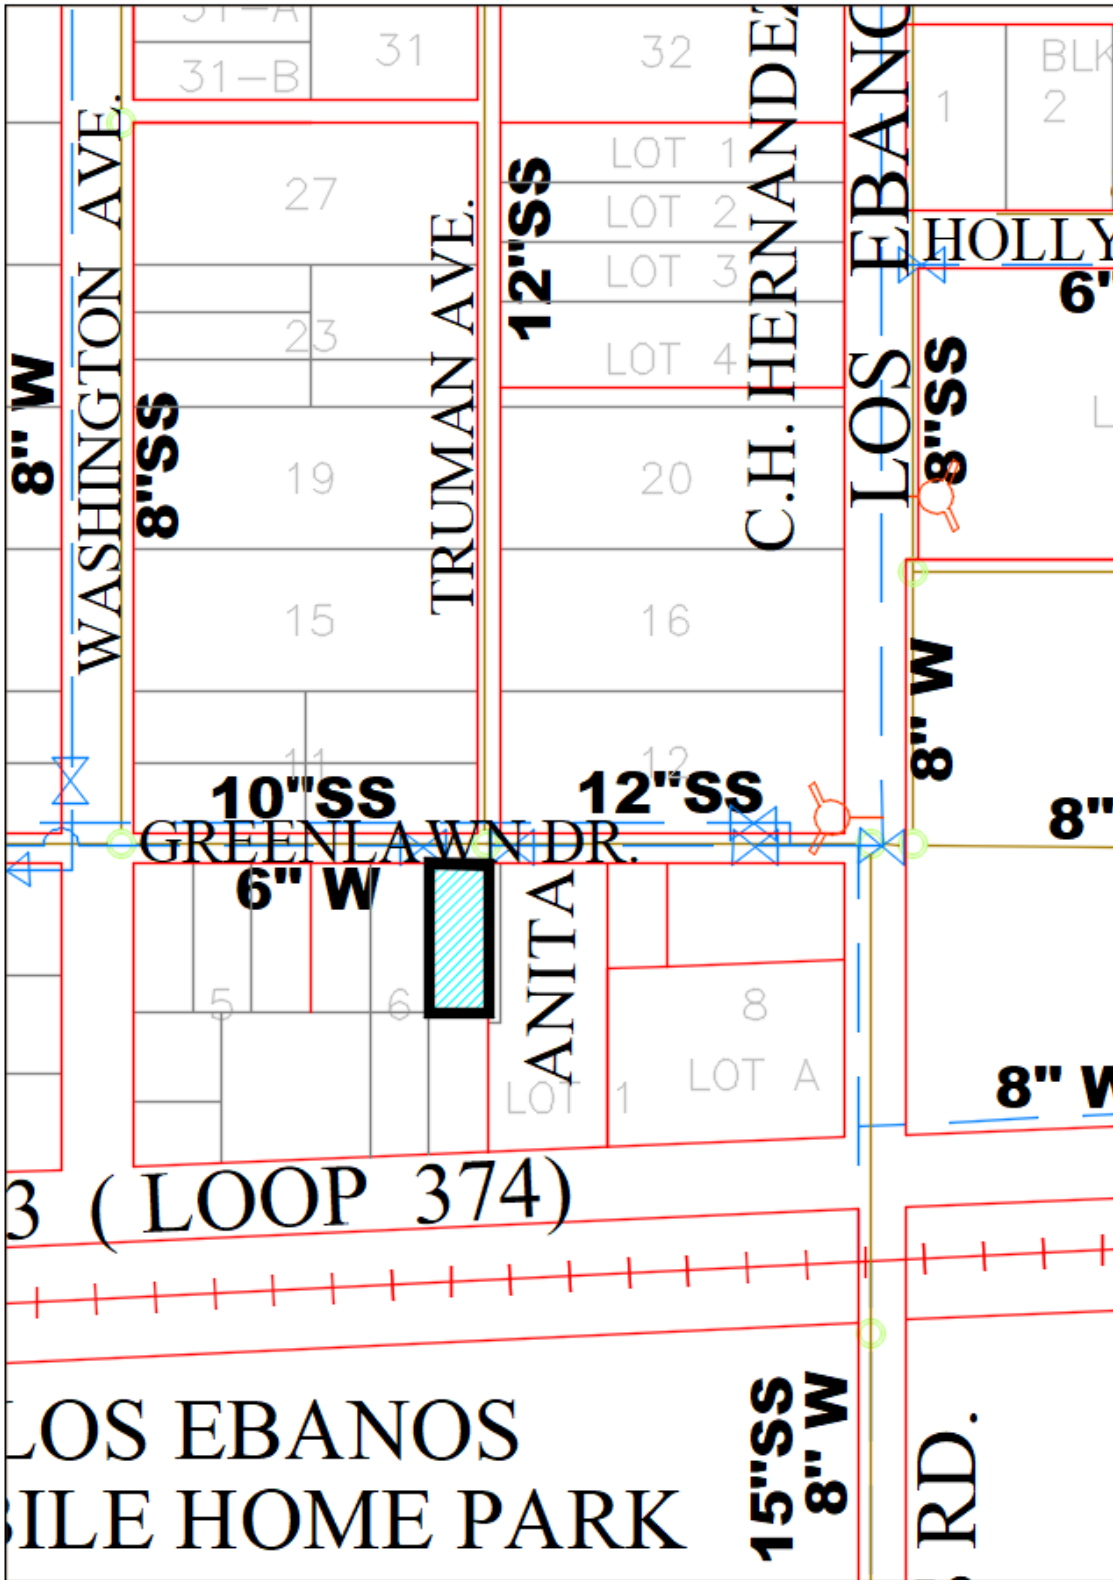 31-A
31
32
31-B
BLK
1
2
WASHINGTON AVE.
27
TRUMAN AVE.
12"SS
LOT 1
LOT 2
LOT 3
LOT 4
C.H. HERNANDEZ
LOS EBANO
HOLLY
6"
8" W
8"SS
23
8"SS
L
19
20
15
16
8" W
11
12
10"SS
12"SS
8"
GREENLAWN DR.
6" W
ANITA
5
6
8
LOT 1
LOT A
8" W
3 ( LOOP 374)
LOS EBANOS
BILE HOME PARK
15"SS
8" W
RD.